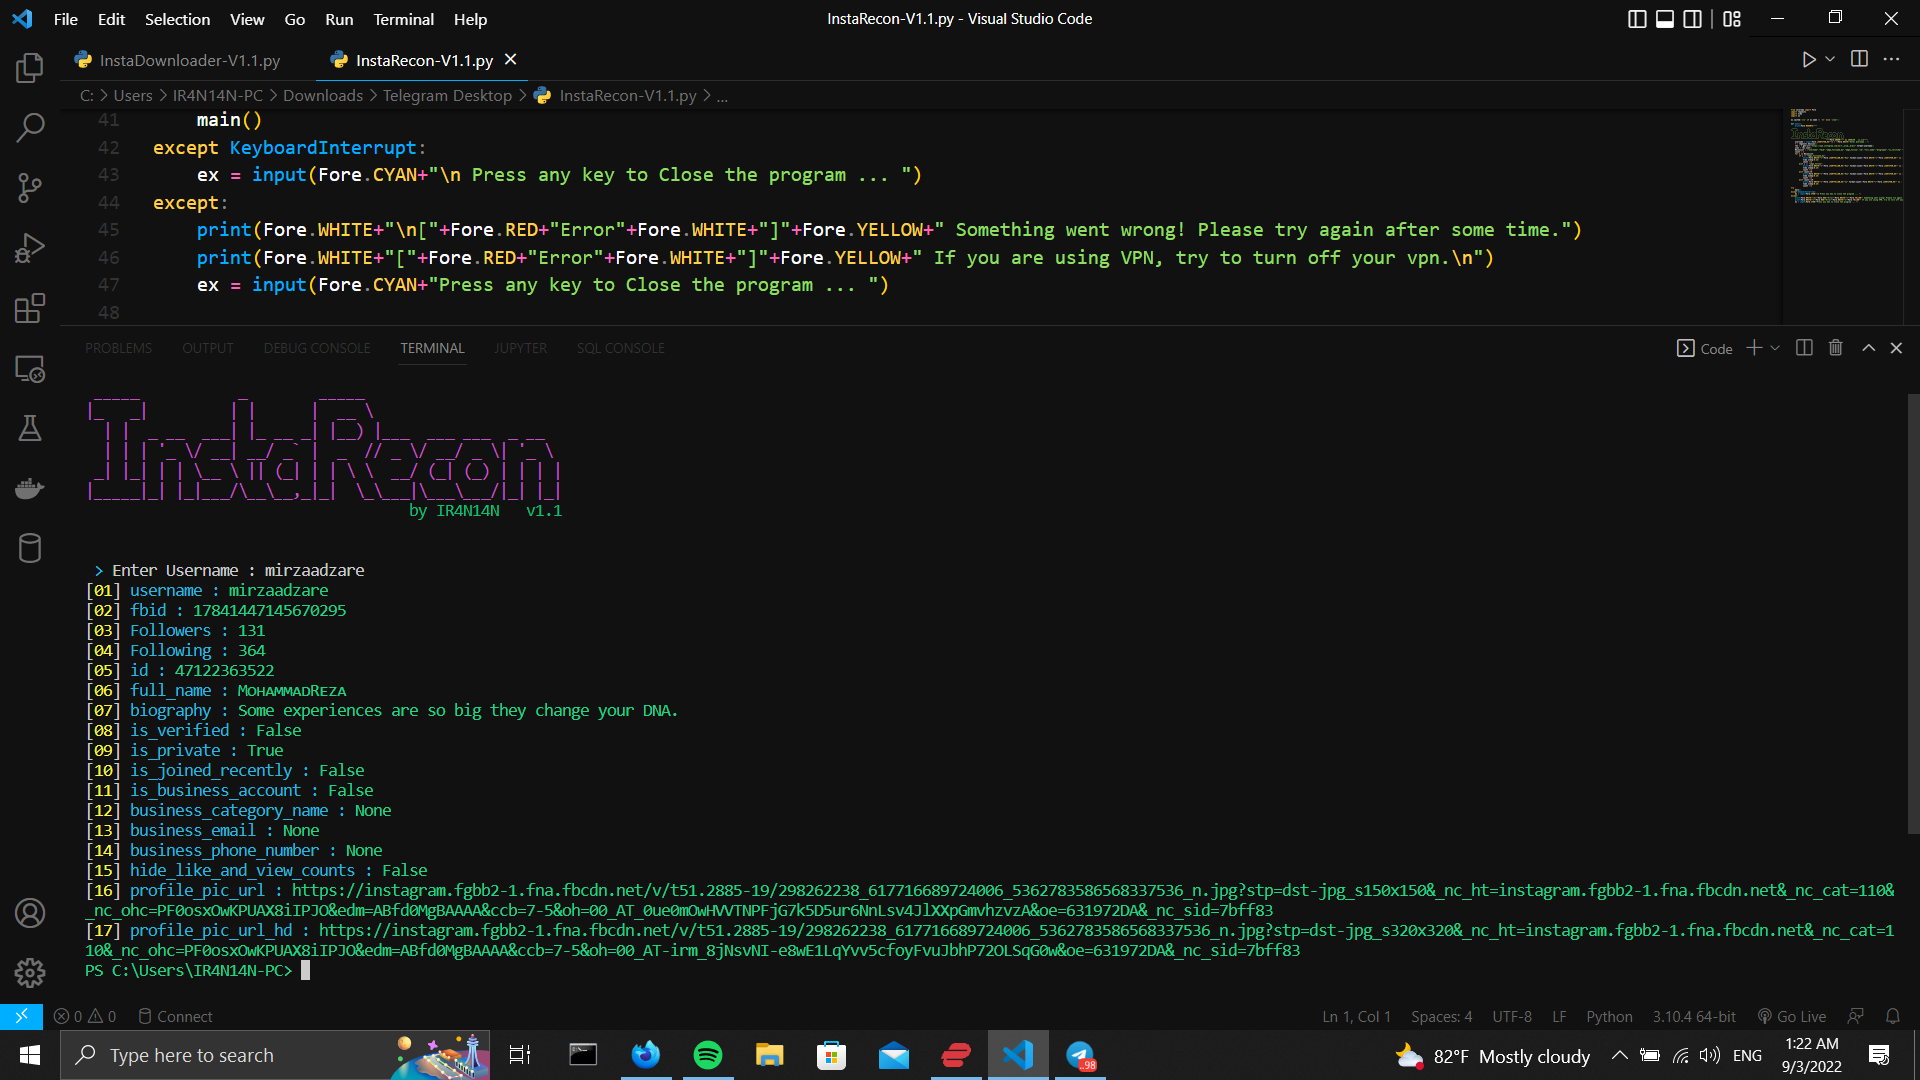 File Edit Selection View Go Run Terminal Help InstaRecon-V1.1.py - Visual Studio Code
InstaDownloader-V1.1.py InstaRecon-V1.1.py
C: > Users > IR4N14N-PC > Downloads > Telegram Desktop > InstaRecon-V1.1.py > ...
41 main()
42 except KeyboardInterrupt:
43 ex = input(Fore.CYAN+"\n Press any key to Close the program ... ")
44 except:
45 print(Fore.WHITE+"\n["+Fore.RED+"Error"+Fore.WHITE+"]"+Fore.YELLOW+" Something went wrong! Please try again after some time.")
46 print(Fore.WHITE+"["+Fore.RED+"Error"+Fore.WHITE+"]"+Fore.YELLOW+" If you are using VPN, try to turn off your vpn.\n")
47 ex = input(Fore.CYAN+"Press any key to Close the program ... ")
48
PROBLEMS OUTPUT DEBUG CONSOLE TERMINAL JUPYTER SQL CONSOLE Code
InstaRecon
by IR4N14N v1.1
> Enter Username : mirzaadzare
[01] username : mirzaadzare
[02] fbid : 17841447145670295
[03] Followers : 131
[04] Following : 364
[05] id : 47122363522
[06] full_name : MᴏʜᴀᴍᴍᴀᴅRᴇᴢᴀ
[07] biography : Some experiences are so big they change your DNA.
[08] is_verified : False
[09] is_private : True
[10] is_joined_recently : False
[11] is_business_account : False
[12] business_category_name : None
[13] business_email : None
[14] business_phone_number : None
[15] hide_like_and_view_counts : False
[16] profile_pic_url : https://instagram.fgbb2-1.fna.fbcdn.net/v/t51.2885-19/298262238_617716689724006_5362783586568337536_n.jpg?stp=dst-jpg_s150x150&_nc_ht=instagram.fgbb2-1.fna.fbcdn.net&_nc_cat=110&
_nc_ohc=PF0osxOwKPUAX8iIPJO&edm=ABfd0MgBAAAA&ccb=7-5&oh=00_AT_0ue0mOwHVVTNPFjG7k5D5ur6NnLsv4JlXXpGmvhzvzA&oe=631972DA&_nc_sid=7bff83
[17] profile_pic_url_hd : https://instagram.fgbb2-1.fna.fbcdn.net/v/t51.2885-19/298262238_617716689724006_5362783586568337536_n.jpg?stp=dst-jpg_s320x320&_nc_ht=instagram.fgbb2-1.fna.fbcdn.net&_nc_cat=1
10&_nc_ohc=PF0osxOwKPUAX8iIPJO&edm=ABfd0MgBAAAA&ccb=7-5&oh=00_AT-irm_8jNsvNI-e8wE1LqYvv5cfoyFvuJbhP72OLSqG0w&oe=631972DA&_nc_sid=7bff83
PS C:\Users\IR4N14N-PC>
0 0 Connect Ln 1, Col 1 Spaces: 4 UTF-8 LF Python 3.10.4 64-bit Go Live
Type here to search 98 82°F Mostly cloudy ENG 1:22 AM
9/3/2022